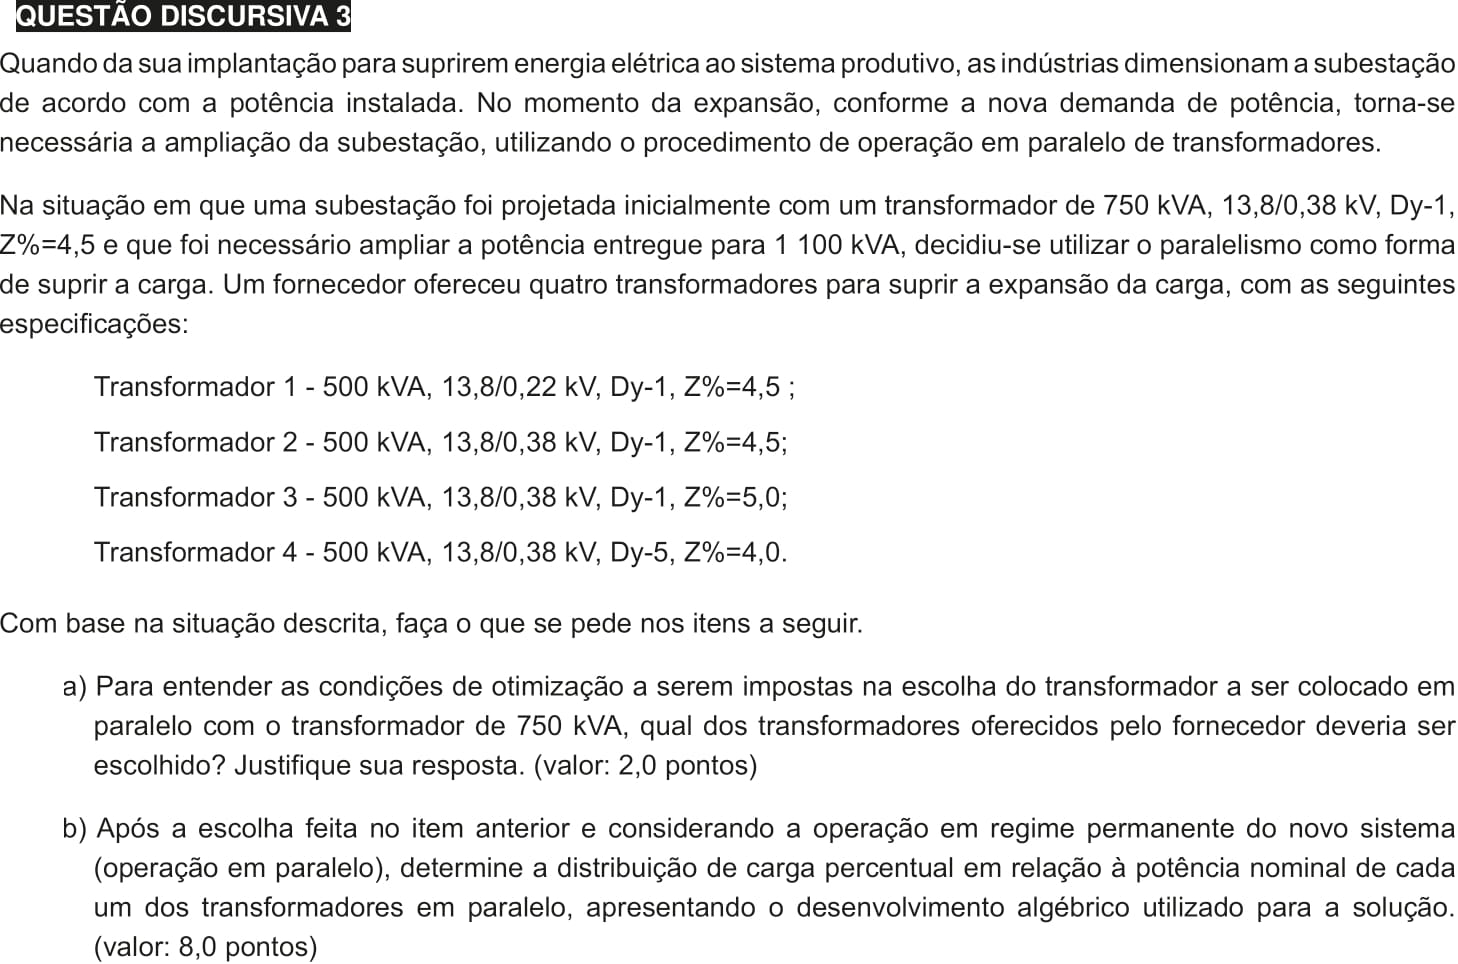 QUESTÃO DISCURSIVA 3
Quando da sua implantação para suprirem energia elétrica ao sistema produtivo, as indústrias dimensionam a subestação
de acordo com a potência instalada. No momento da expansão, conforme a nova demanda de potência, torna-se
necessária a ampliação da subestação, utilizando o procedimento de operação em paralelo de transformadores.
Na situação em que uma subestação foi projetada inicialmente com um transformador de 750 kVA, 13,8/0,38 kV, Dy-1,
Z%=4,5 e que foi necessário ampliar a potência entregue para 1 100 kVA, decidiu-se utilizar o paralelismo como forma
de suprir a carga. Um fornecedor ofereceu quatro transformadores para suprir a expansão da carga, com as seguintes
especificações:
Transformador 1 - 500 kVA, 13,8/0,22 kV, Dy-1, Z%=4,5 ;
Transformador 2 - 500 kVA, 13,8/0,38 kV, Dy-1, Z%=4,5;
Transformador 3 - 500 kVA, 13,8/0,38 kV, Dy-1, Z%=5,0;
Transformador 4 - 500 kVA, 13,8/0,38 kV, Dy-5, Z%=4,0.
Com base na situação descrita, faça o que se pede nos itens a seguir.
a) Para entender as condições de otimização a serem impostas na escolha do transformador a ser colocado em
paralelo com o transformador de 750 kVA, qual dos transformadores oferecidos pelo fornecedor deveria ser
escolhido? Justifique sua resposta. (valor: 2,0 pontos)
b) Após a escolha feita no item anterior e considerando a operação em regime permanente do novo sistema
(operação em paralelo), determine a distribuição de carga percentual em relação à potência nominal de cada
um dos transformadores em paralelo, apresentando o desenvolvimento algébrico utilizado para a solução.
(valor: 8,0 pontos)